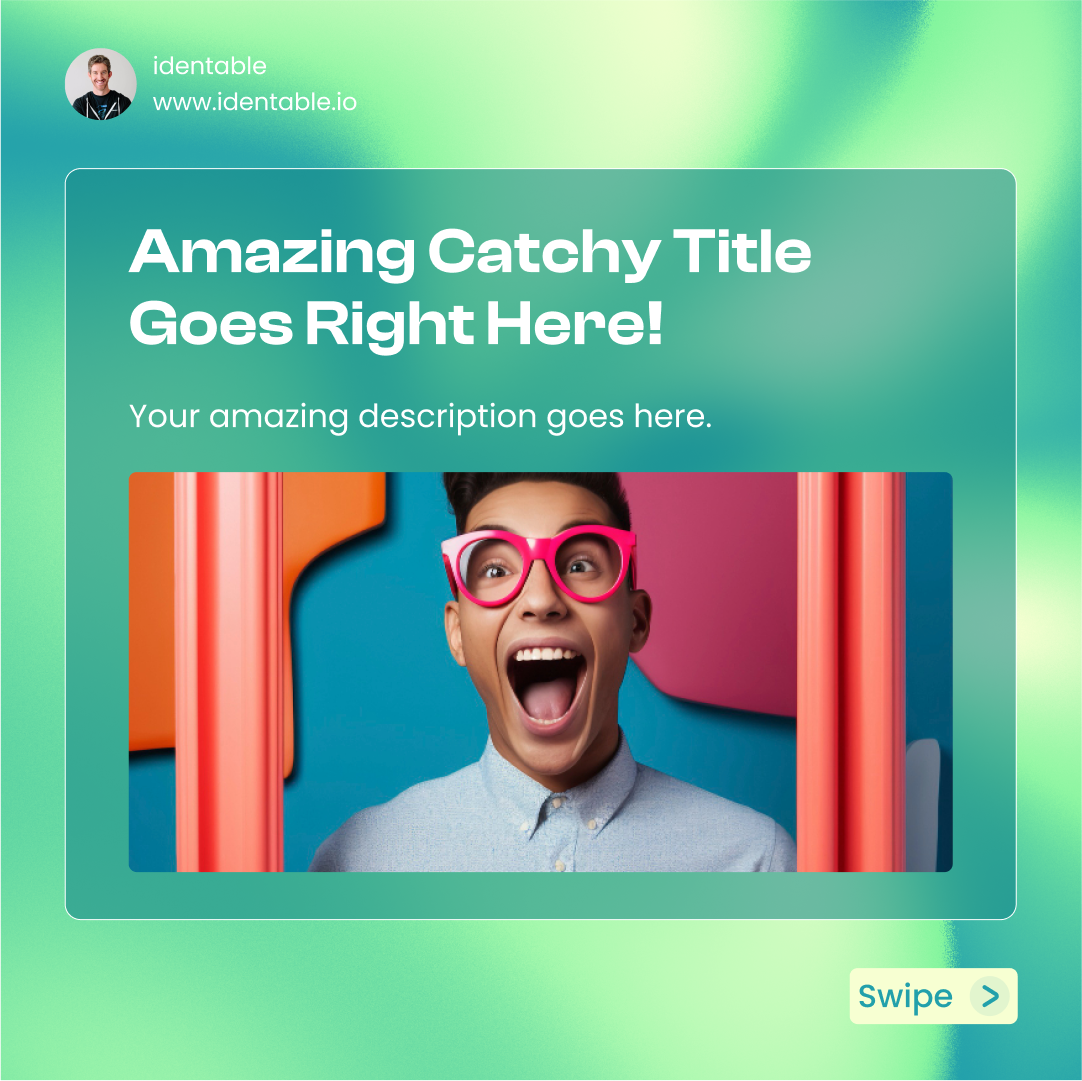 identable
www.identable.io
Amazing Catchy Title
Goes Right Here!
Your amazing description goes here.
Swipe >